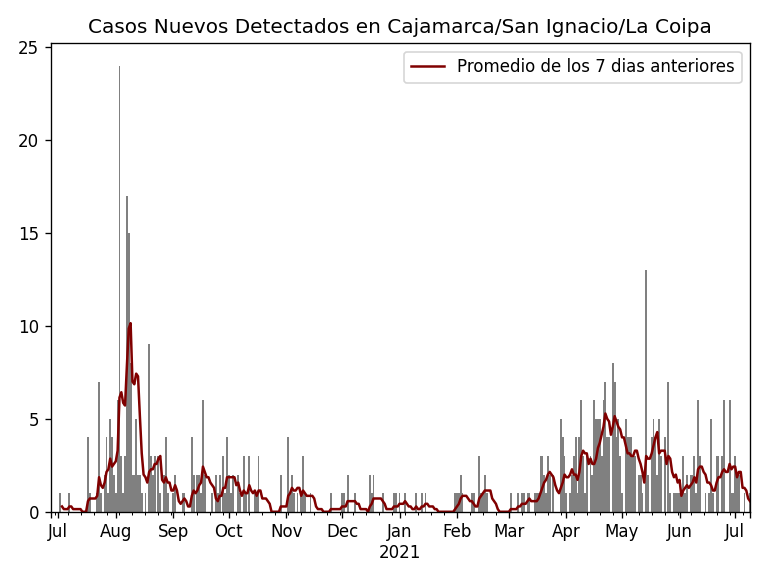 Casos Nuevos Detectados en Cajamarca/San Ignacio/La Coipa
Promedio de los 7 dias anteriores
25
20
15
10
5
0
Jul Aug Sep Oct Nov Dec Jan Feb Mar Apr May Jun Jul
2021